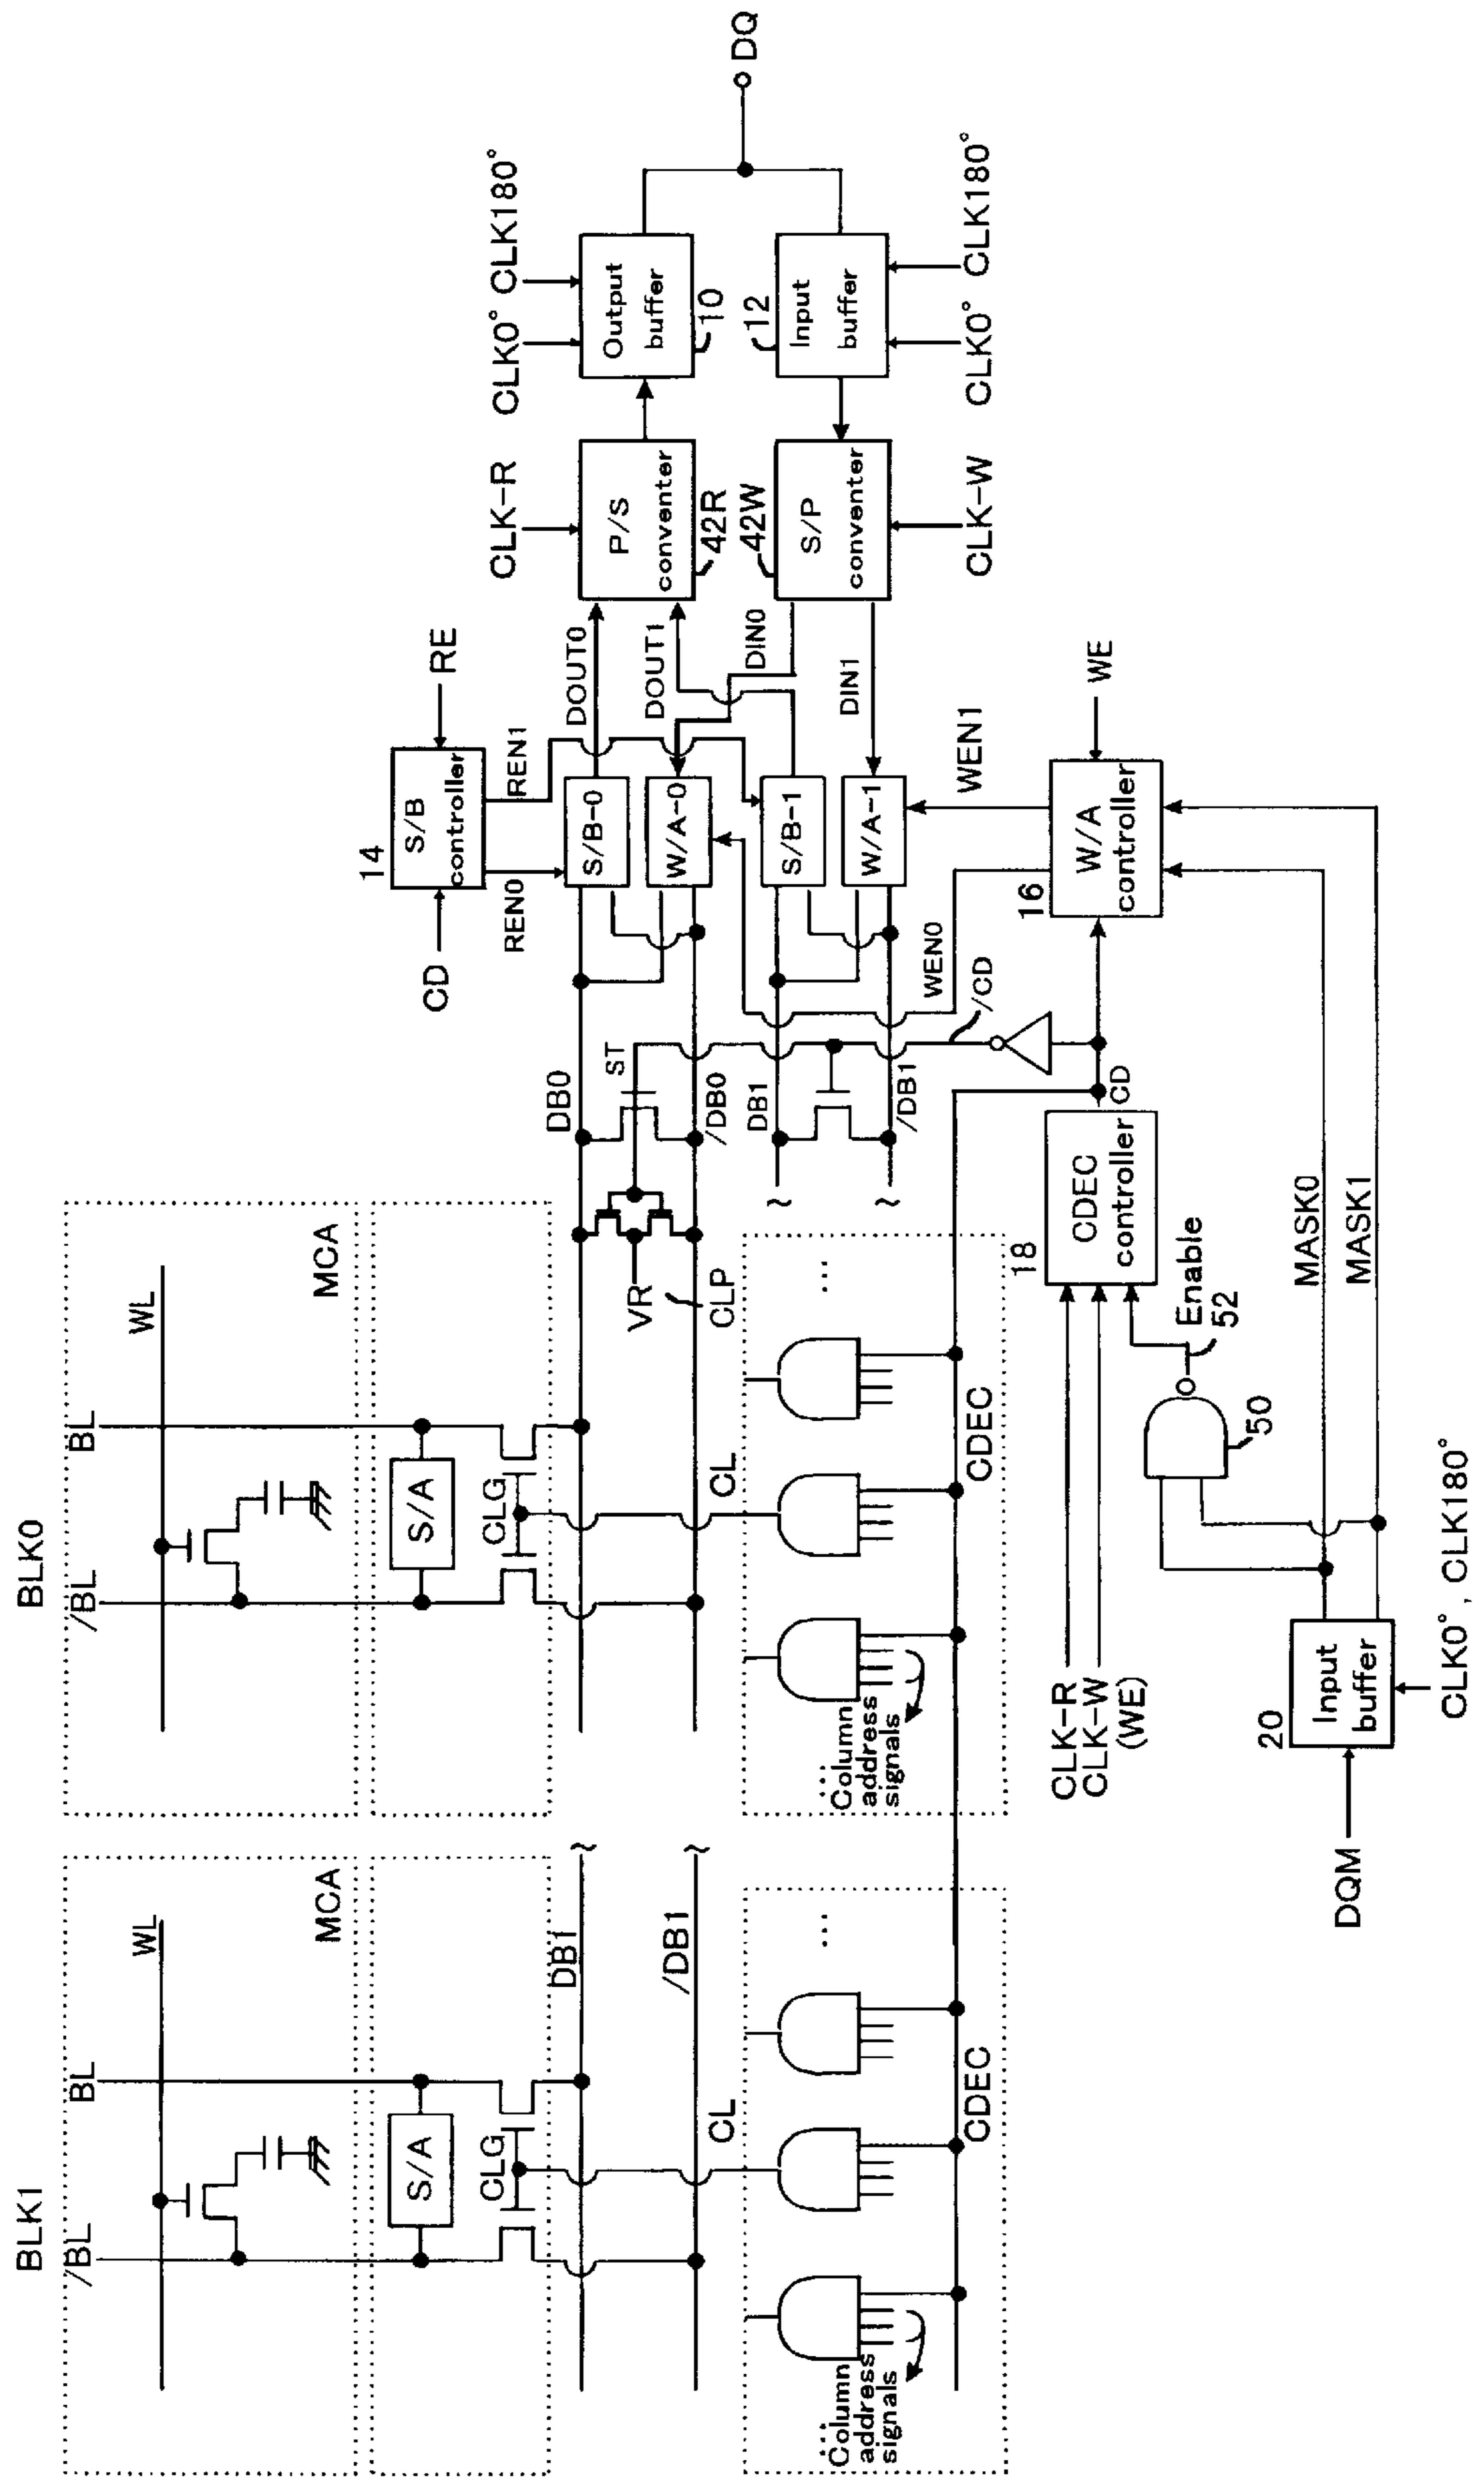 BLK1
/BL
BL
WL
MCA
S/A
CLG
DB1
/DB1
CL
...
Column
address
signals
...
CDEC
BLK0
/BL
BL
WL
MCA
S/A
CLG
CL
VR
CLP
...
Column
address
signals
...
CDEC
DB0
/DB0
ST
DB1
/DB1
/CD
CD
CD
14
S/B
controller
RE
REN0
REN1
S/B-0
W/A-0
S/B-1
W/A-1
DOUT0
DOUT1
DIN0
DIN1
WEN0
WEN1
16
W/A
controller
WE
CLK-R
P/S
conventer
42R
42W
S/P
conventer
CLK-W
CLK0°
CLK180°
Output
buffer
10
12
Input
buffer
CLK0°
CLK180°
DQ
CLK-R
CLK-W
(WE)
18
CDEC
controller
Enable
52
50
MASK0
MASK1
DQM
20
Input
buffer
CLK0°, CLK180°